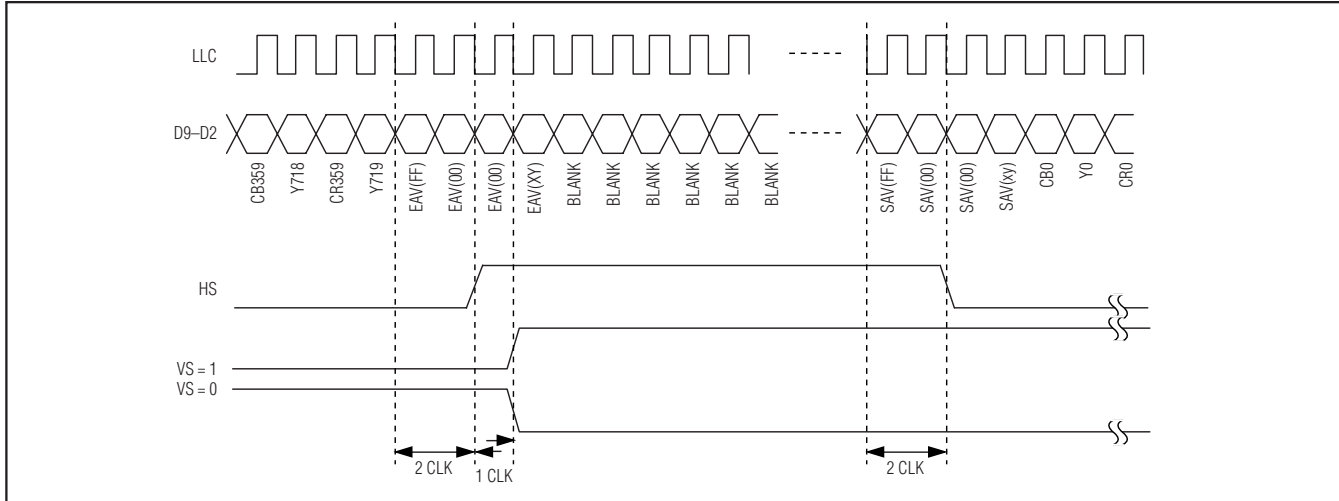 LLC
D9–D2
CB359
Y718
CR359
Y719
EAV(FF)
EAV(00)
EAV(00)
EAV(XY)
BLANK
BLANK
BLANK
BLANK
BLANK
BLANK
SAV(FF)
SAV(00)
SAV(00)
SAV(xy)
CB0
Y0
CR0
HS
VS = 1
VS = 0
2 CLK
1 CLK
2 CLK